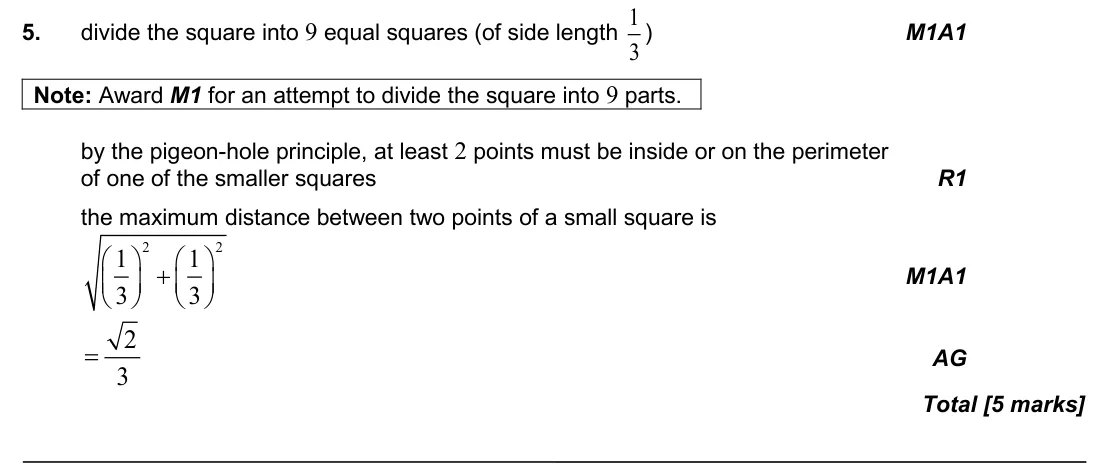 5. divide the square into 9 equal squares (of side length 1/3) M1A1
Note: Award M1 for an attempt to divide the square into 9 parts.
by the pigeon-hole principle, at least 2 points must be inside or on the perimeter
of one of the smaller squares R1
the maximum distance between two points of a small square is
√((1/3)² + (1/3)²) M1A1
= √2/3 AG
Total [5 marks]